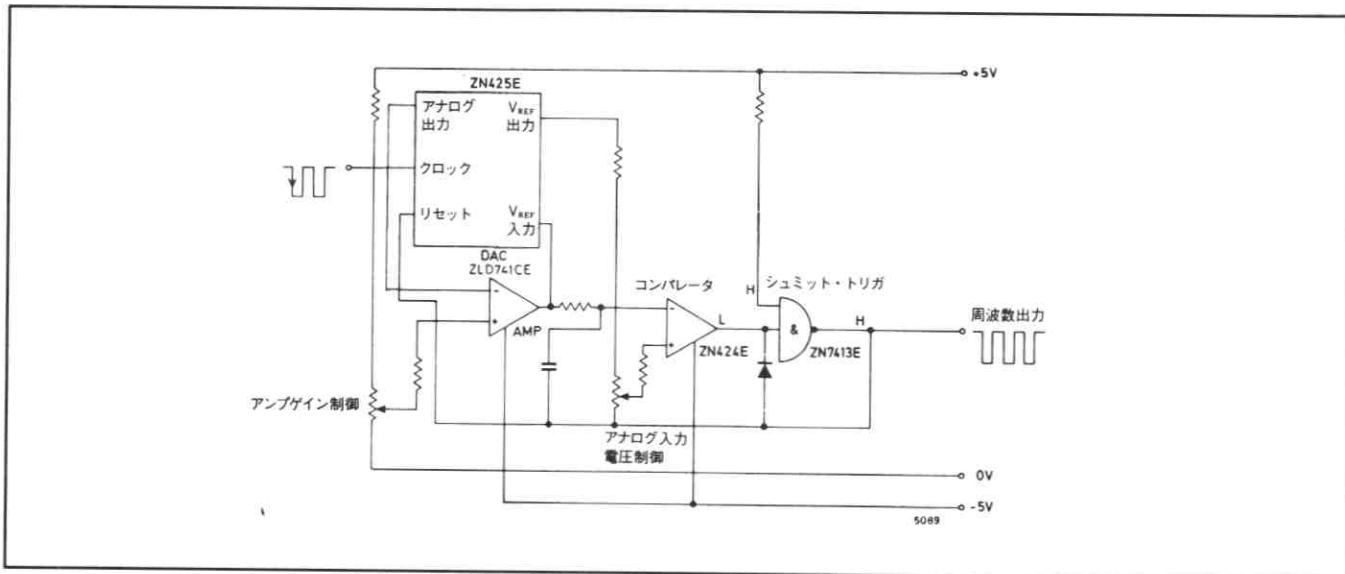 +5V
ZN425E
アナログ
出力
VREF
出力
クロック
リセット
VREF
入力
DAC
ZLD741CE
-
+
AMP
コンパレータ
-
+
L
ZN424E
H
シュミット・トリガ
&
H
ZN7413E
周波数出力
アンプゲイン制御
アナログ入力
電圧制御
0V
-5V
5089